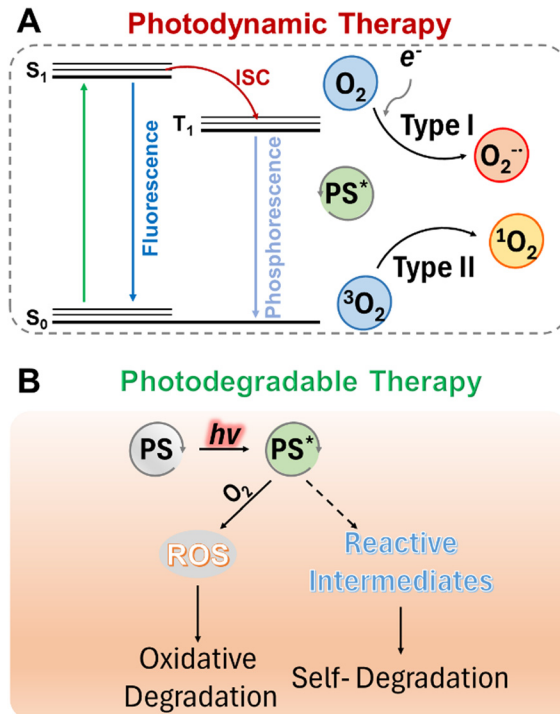 A
Photodynamic Therapy
S₁
ISC
T₁
Fluorescence
Phosphorescence
S₀
O₂
e⁻
Type I
O₂⁻·
PS*
¹O₂
Type II
³O₂
B
Photodegradable Therapy
PS
hv
PS*
O₂
ROS
Reactive
Intermediates
Oxidative
Degradation
Self- Degradation